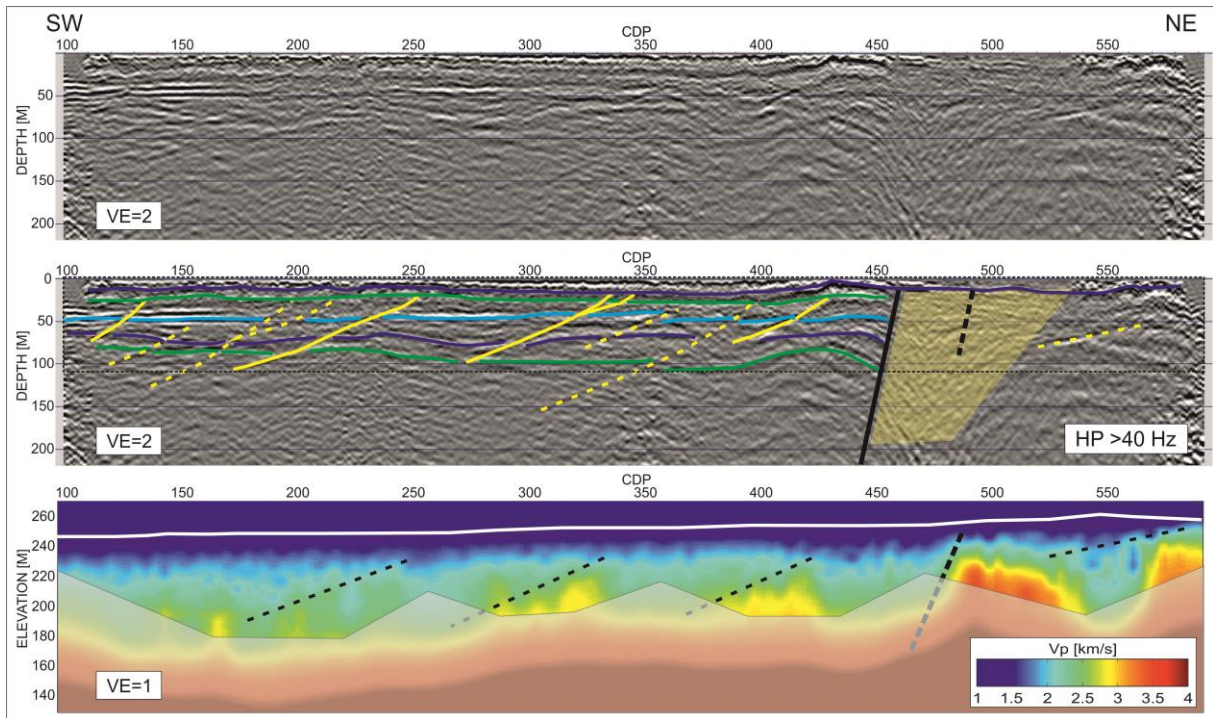 SW CDP NE
100 150 200 250 300 350 400 450 500 550
DEPTH [M]
50
100
150
200
VE=2
CDP
100 150 200 250 300 350 400 450 500 550
DEPTH [M]
0
50
100
150
200
VE=2
HP >40 Hz
CDP
100 150 200 250 300 350 400 450 500 550
ELEVATION [M]
260
240
220
200
180
160
140
VE=1
Vp [km/s]
1 1.5 2 2.5 3 3.5 4